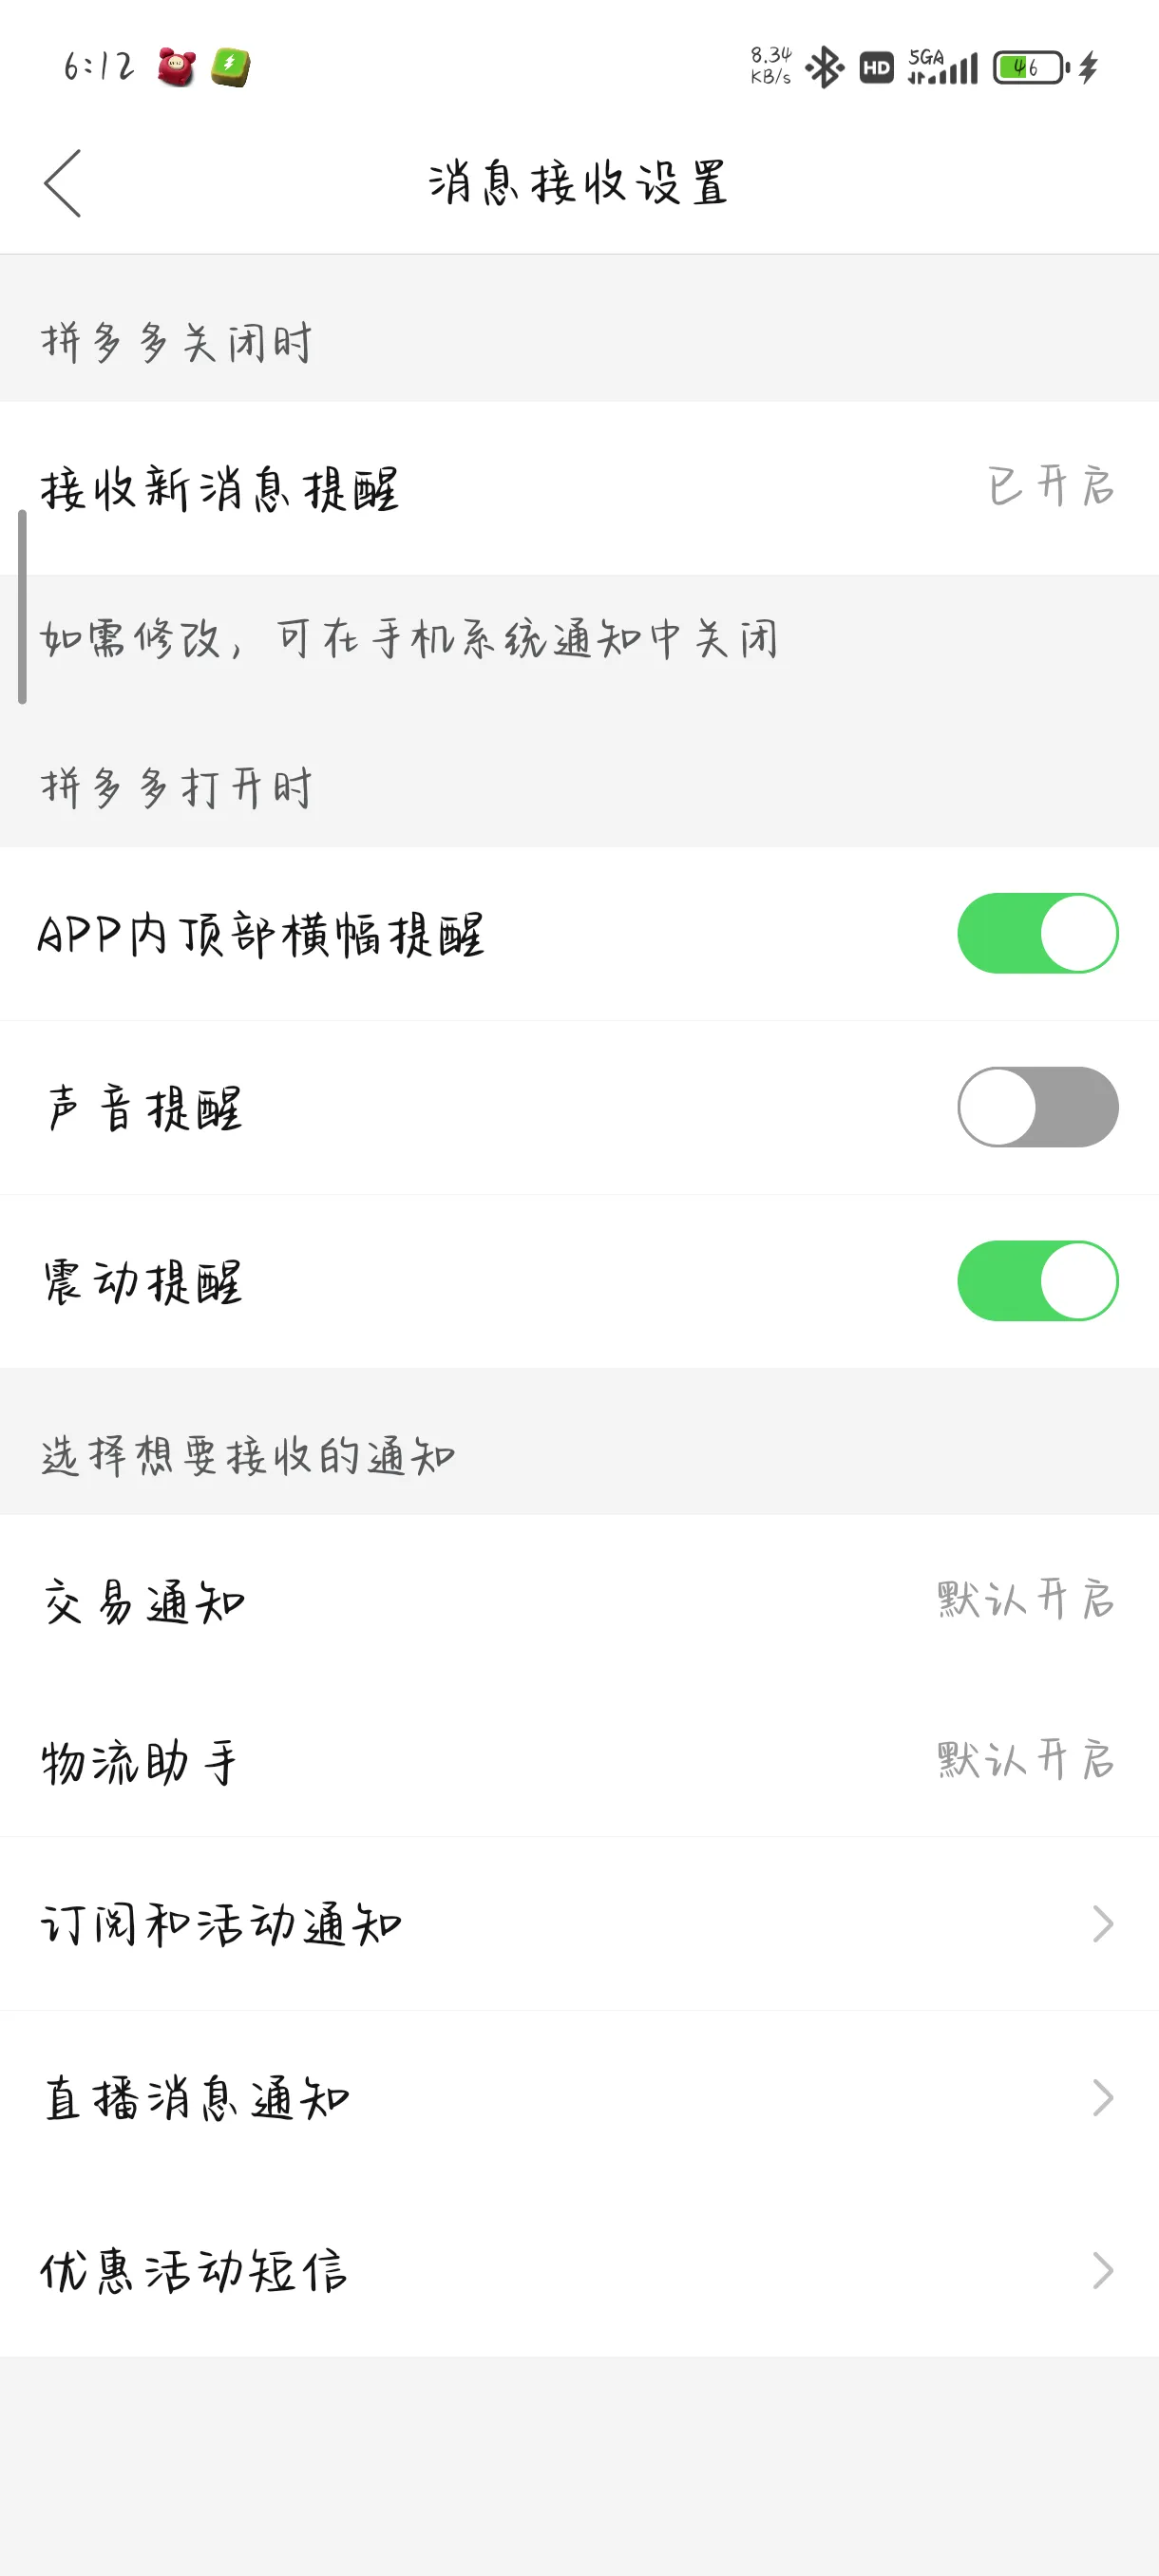 6:12
8.34 KB/s HD 5GA 46
消息接收设置
拼多多关闭时
接收新消息提醒 已开启
如需修改，可在手机系统通知中关闭
拼多多打开时
APP内顶部横幅提醒
声音提醒
震动提醒
选择想要接收的通知
交易通知 默认开启
物流助手 默认开启
订阅和活动通知
直播消息通知
优惠活动短信